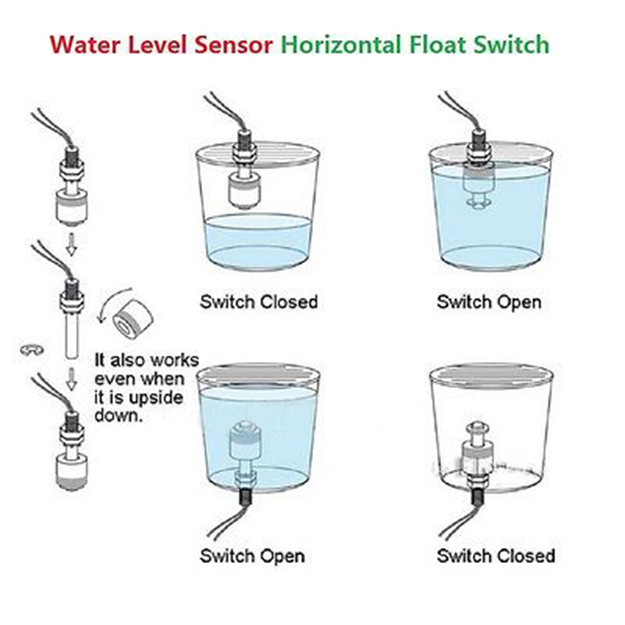 Water Level Sensor Horizontal Float Switch
Switch Closed
Switch Open
It also works
even when
it is upside
down.
Switch Open
Switch Closed